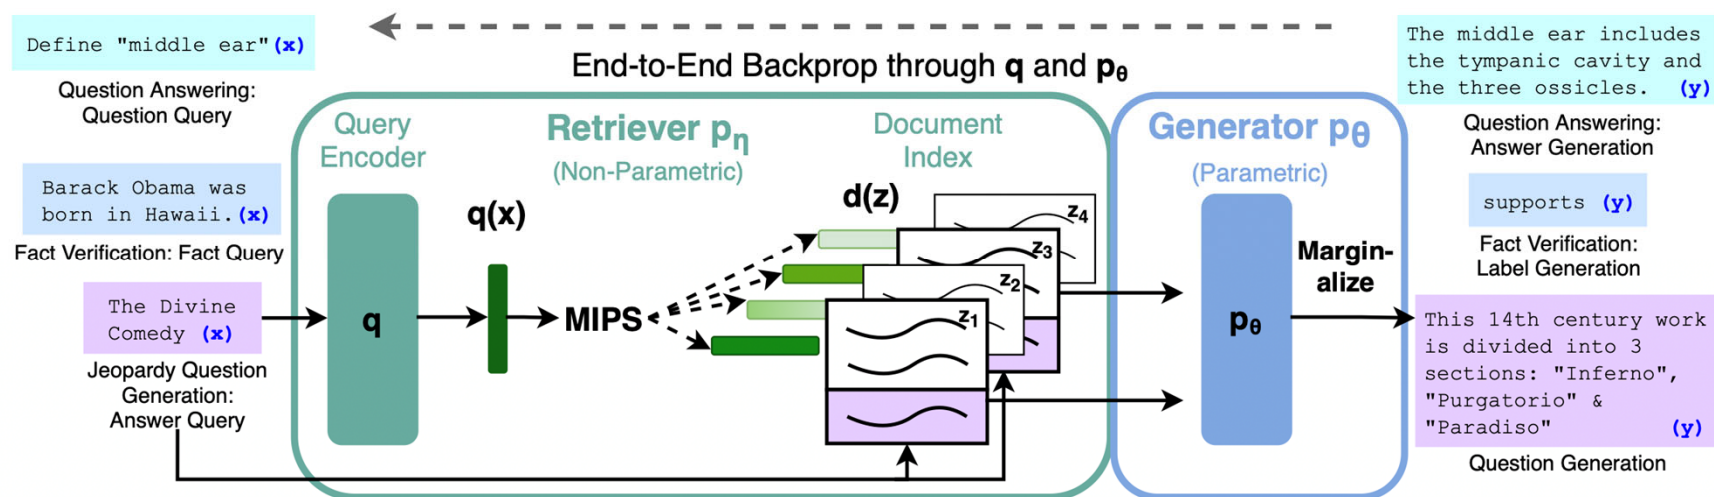 Define "middle ear"(x)
Question Answering:
Question Query
Barack Obama was
born in Hawaii.(x)
Fact Verification: Fact Query
The Divine
Comedy (x)
Jeopardy Question
Generation:
Answer Query
End-to-End Backprop through q and pθ
Query
Encoder
Retriever pη
(Non-Parametric)
Document
Index
q
q(x)
MIPS
d(z)
z4
z3
z2
z1
Generator pθ
(Parametric)
pθ
Margin-
alize
The middle ear includes
the tympanic cavity and
the three ossicles. (y)
Question Answering:
Answer Generation
supports (y)
Fact Verification:
Label Generation
This 14th century work
is divided into 3
sections: "Inferno",
"Purgatorio" &
"Paradiso" (y)
Question Generation